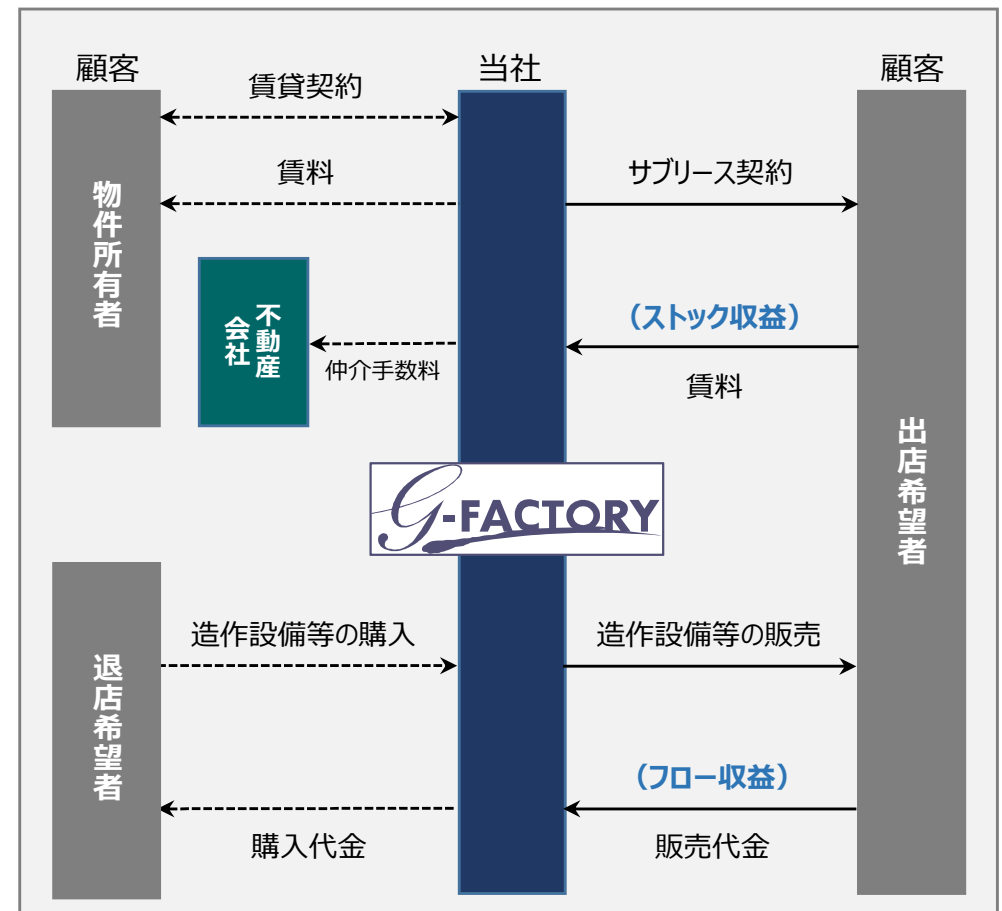 顧客
当社
顧客
賃貸契約
賃料
サブリース契約
物件所有者
不動産
会社
仲介手数料
（ストック収益）
賃料
出店希望者
G-FACTORY
退店希望者
造作設備等の購入
造作設備等の販売
（フロー収益）
購入代金
販売代金